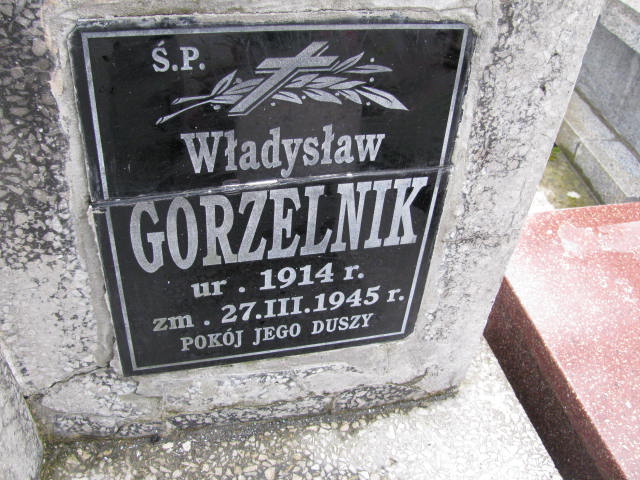 Ś.P.
Władysław
GORZELNIK
ur . 1914 r.
zm . 27.III.1945 r.
POKÓJ JEGO DUSZY